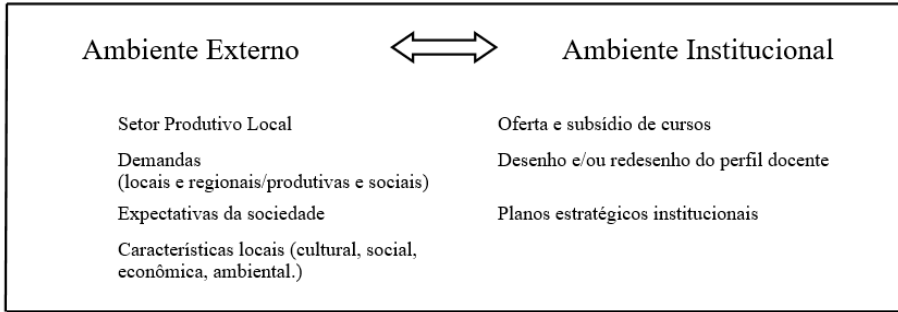 Ambiente Externo
Ambiente Institucional
Setor Produtivo Local
Demandas
(locais e regionais/produtivas e sociais)
Expectativas da sociedade
Características locais (cultural, social,
econômica, ambiental.)
Oferta e subsídio de cursos
Desenho e/ou redesenho do perfil docente
Planos estratégicos institucionais